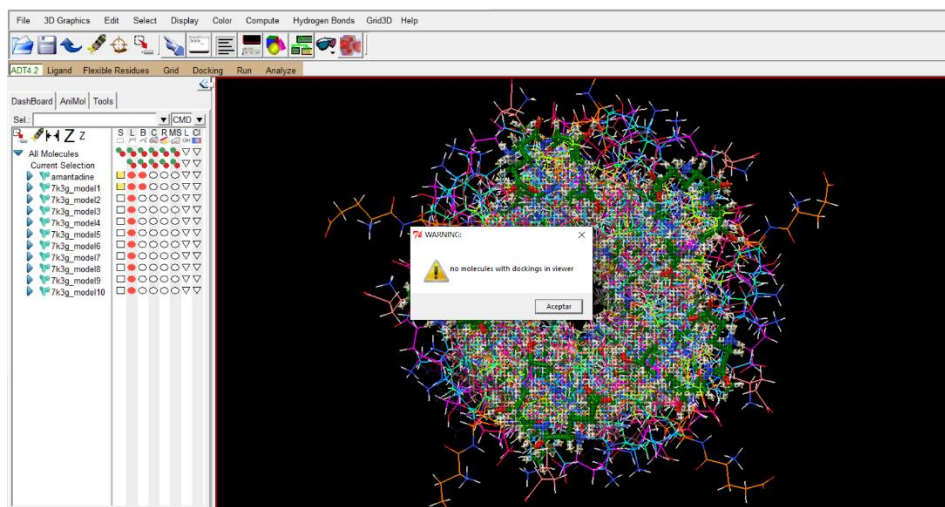 File 3D Graphics Edit Select Display Color Compute Hydrogen Bonds Grid3D Help
ADT4.2 Ligand Flexible Residues Grid Docking Run Analyze
DashBoard AniMol Tools
Sel.: CMD
Z Z S L B C R MS L Cl
All Molecules
Current Selection
amantadine
7k3g_model1
7k3g_model2
7k3g_model3
7k3g_model4
7k3g_model5
7k3g_model6
7k3g_model7
7k3g_model8
7k3g_model9
7k3g_model10
WARNING:
no molecules with dockings in viewer
Aceptar